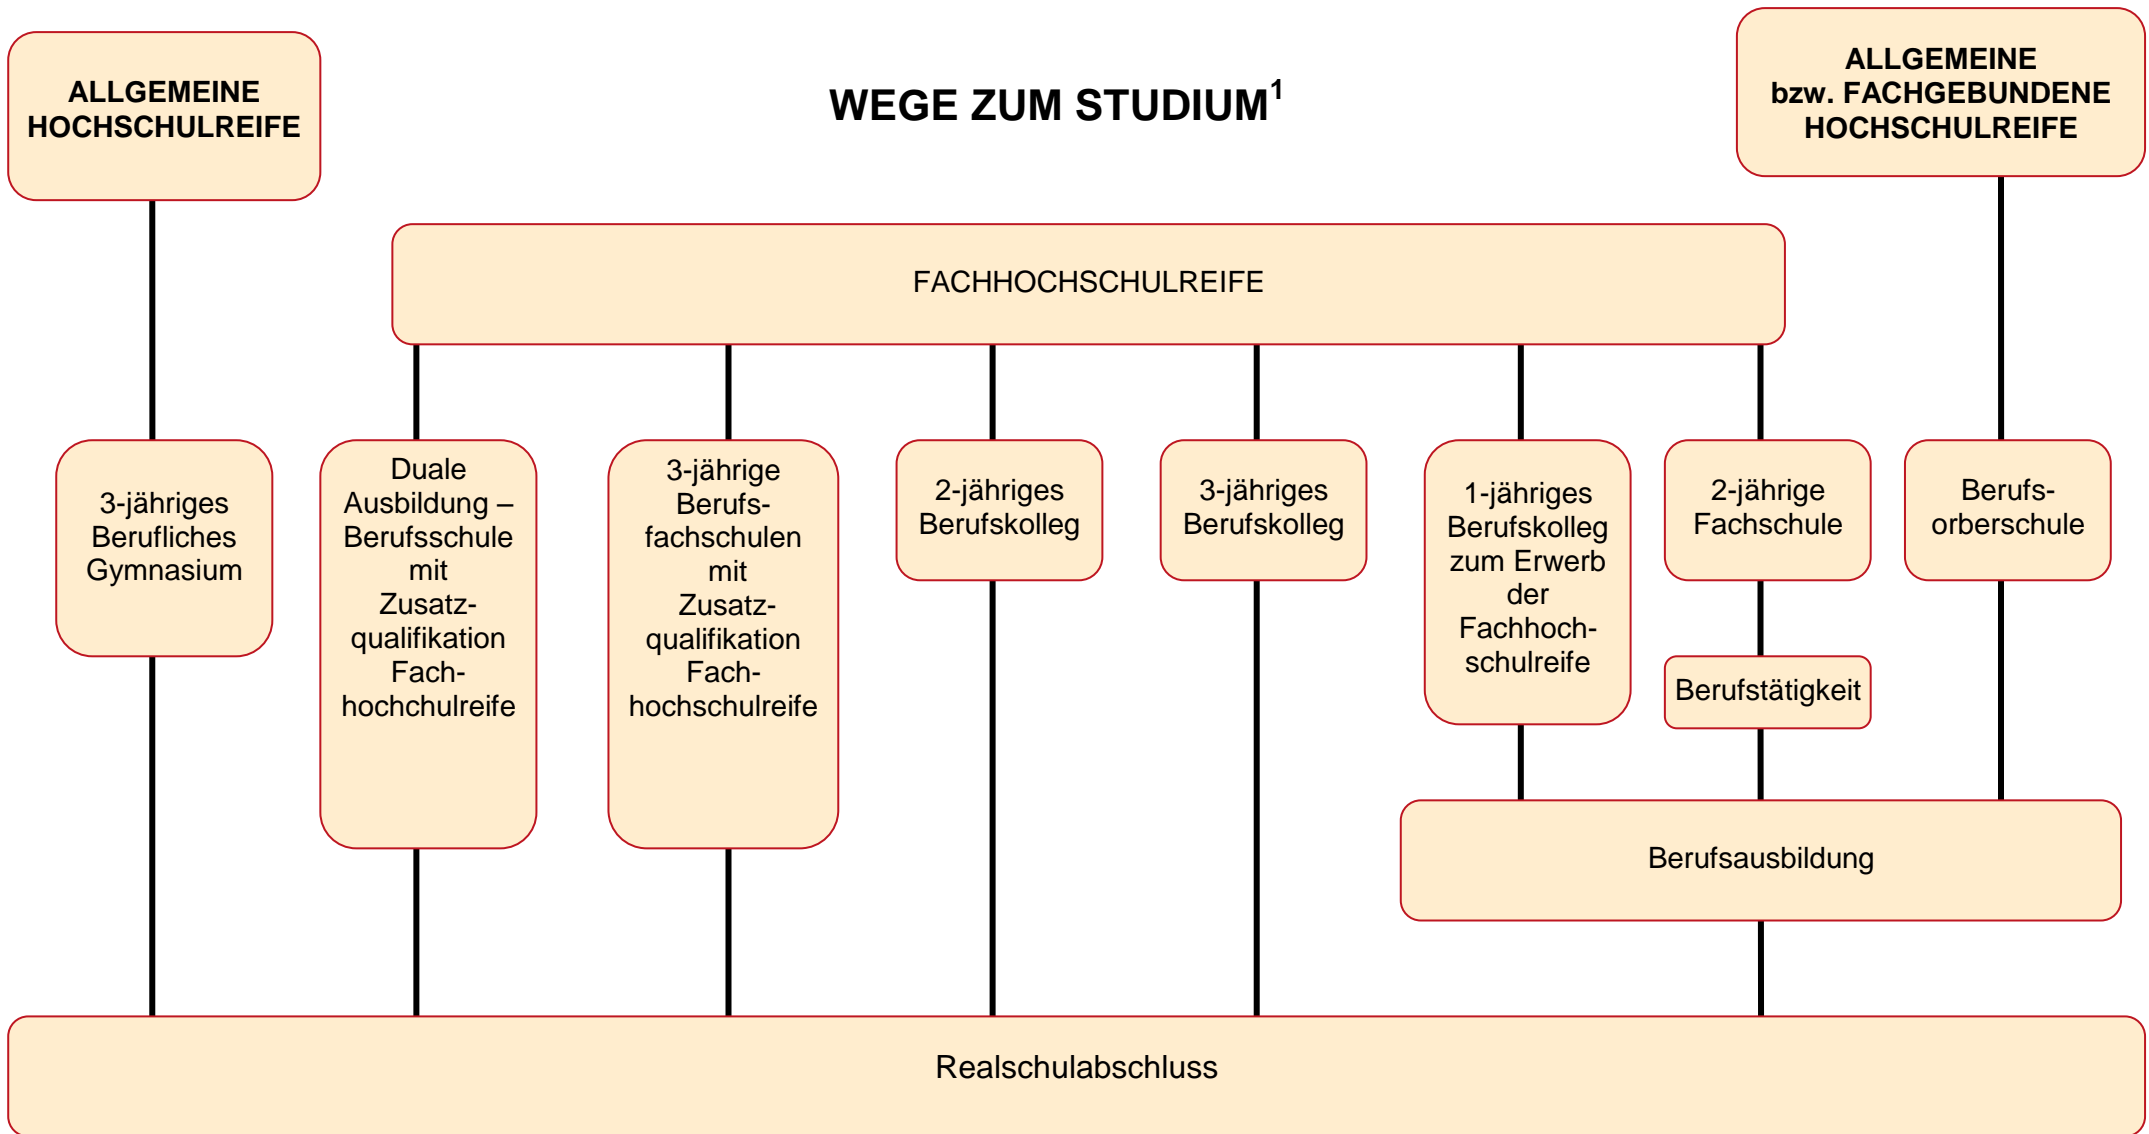 ALLGEMEINE
HOCHSCHULREIFE
WEGE ZUM STUDIUM¹
ALLGEMEINE
bzw. FACHGEBUNDENE
HOCHSCHULREIFE
FACHHOCHSCHULREIFE
3-jähriges
Berufliches
Gymnasium
Duale
Ausbildung –
Berufsschule
mit
Zusatz-
qualifikation
Fach-
hochchulreife
3-jährige
Berufs-
fachschulen
mit
Zusatz-
qualifikation
Fach-
hochschulreife
2-jähriges
Berufskolleg
3-jähriges
Berufskolleg
1-jähriges
Berufskolleg
zum Erwerb
der
Fachhoch-
schulreife
2-jährige
Fachschule
Berufs-
orberschule
Berufstätigkeit
Berufsausbildung
Realschulabschluss